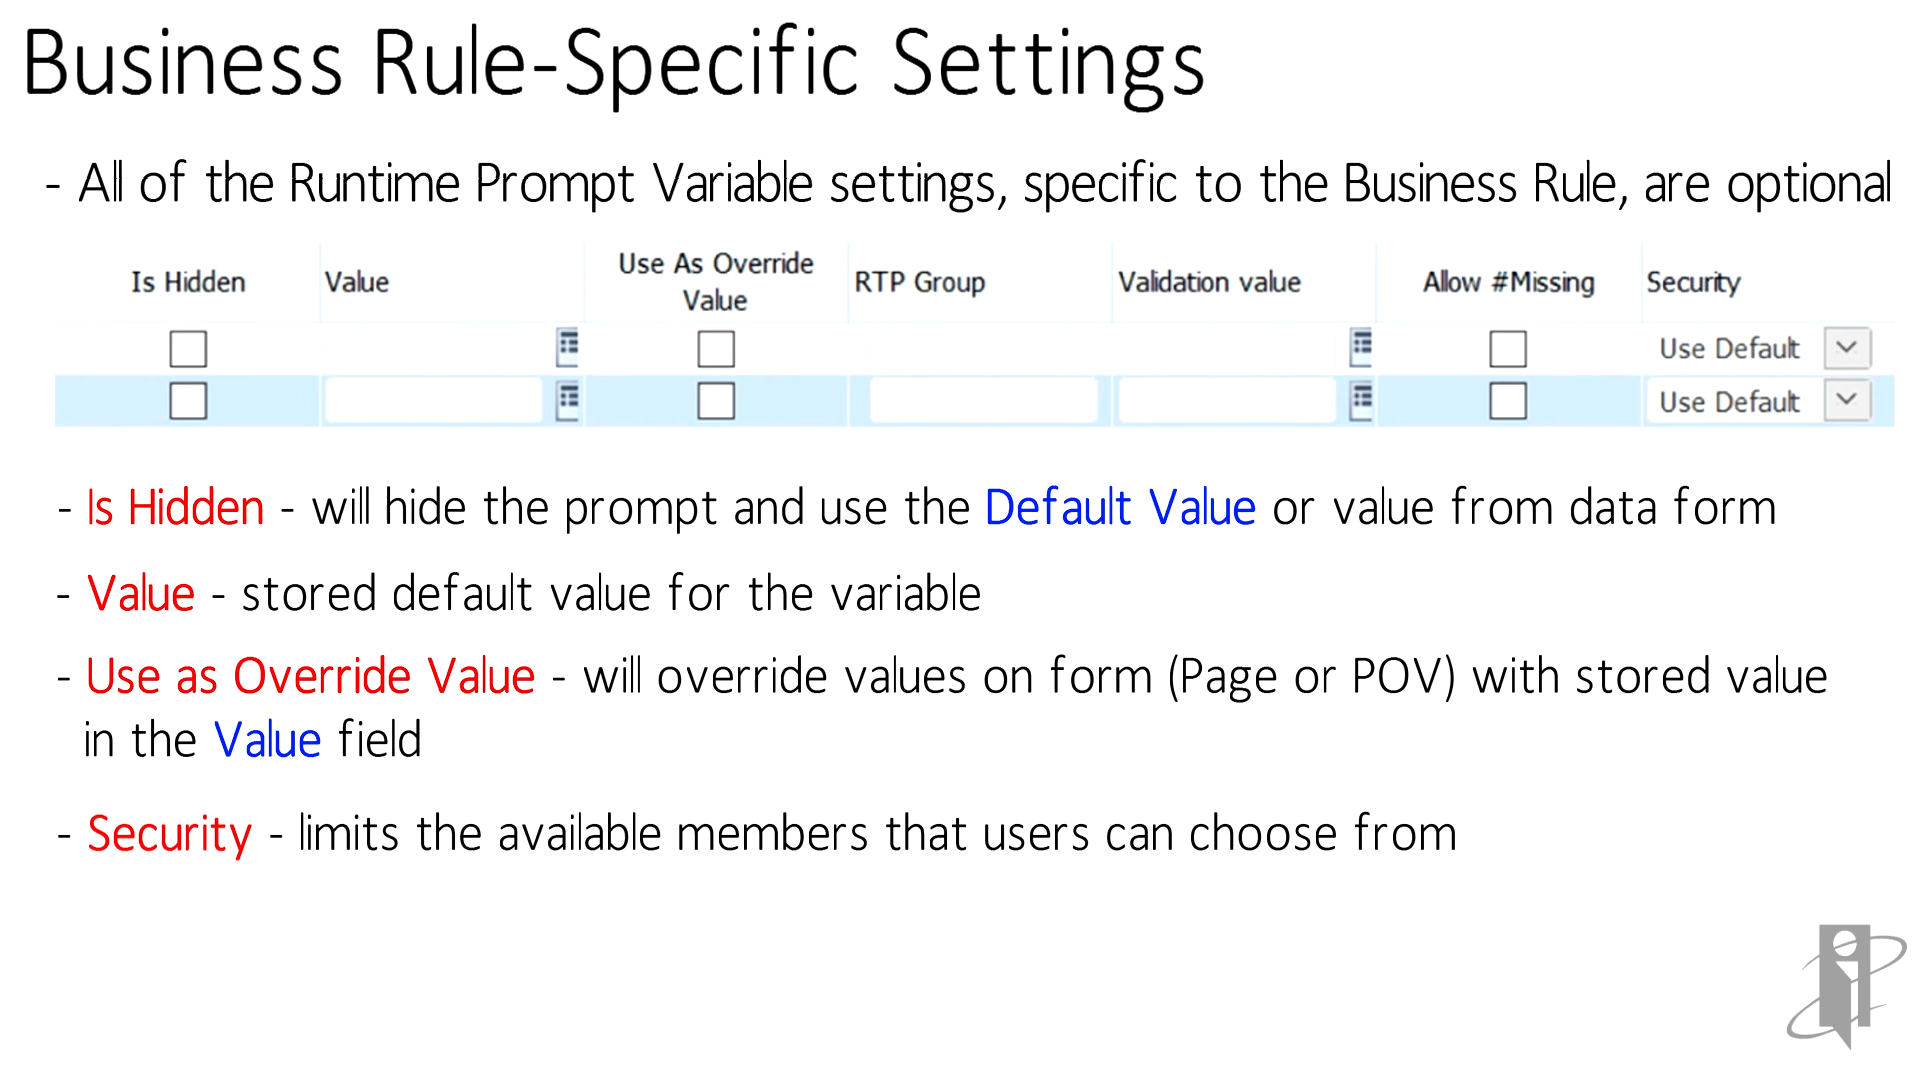 Business Rule-Specific Settings
- All of the Runtime Prompt Variable settings, specific to the Business Rule, are optional
Is Hidden Value Use As Override Value RTP Group Validation value Allow #Missing Security
Use Default
Use Default
- Is Hidden - will hide the prompt and use the Default Value or value from data form
- Value - stored default value for the variable
- Use as Override Value - will override values on form (Page or POV) with stored value
in the Value field
- Security - limits the available members that users can choose from